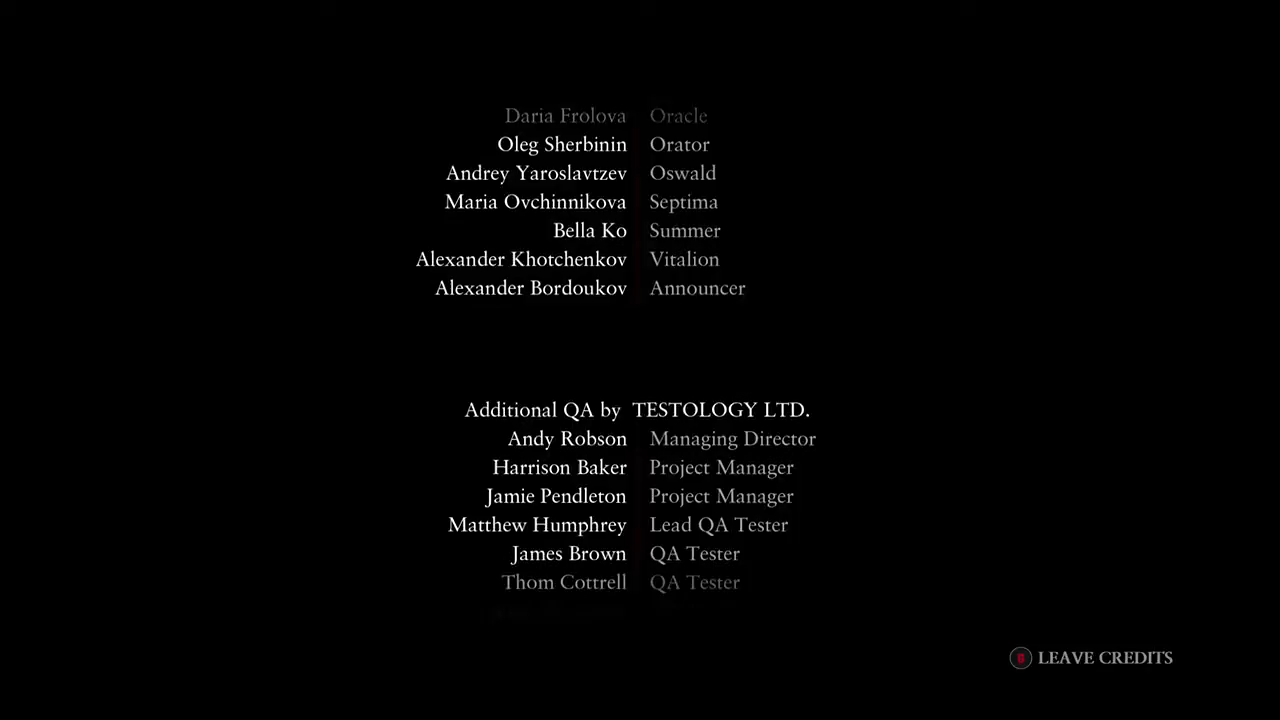 Daria Frolova Oracle
Oleg Sherbinin Orator
Andrey Yaroslavtzev Oswald
Maria Ovchinnikova Septima
Bella Ko Summer
Alexander Khotchenkov Vitalion
Alexander Bordoukov Announcer
Additional QA by TESTOLOGY LTD.
Andy Robson Managing Director
Harrison Baker Project Manager
Jamie Pendleton Project Manager
Matthew Humphrey Lead QA Tester
James Brown QA Tester
Thom Cottrell QA Tester
LEAVE CREDITS